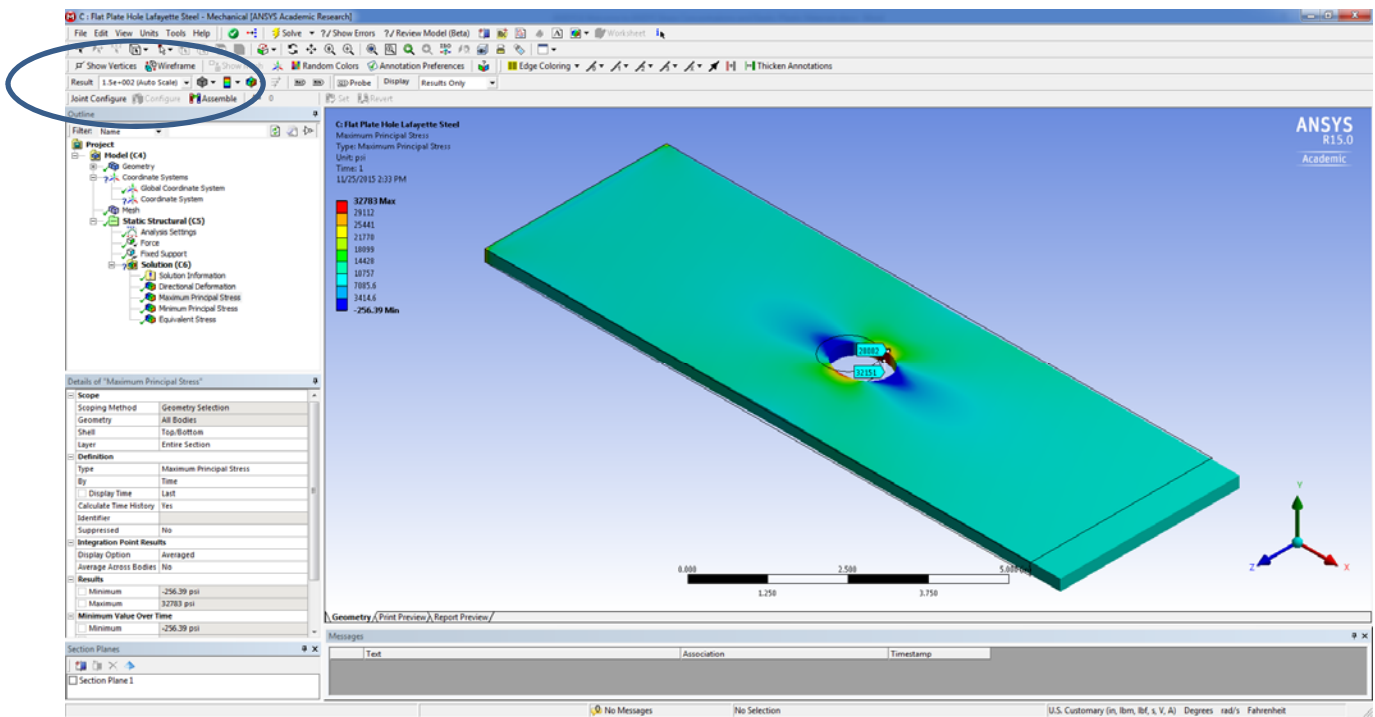 C : Flat Plate Hole Lafayette Steel - Mechanical [ANSYS Academic Research]
File Edit View Units Tools Help Solve ?/ Show Errors ?/ Review Model (Beta) A Worksheet
Show Vertices Wireframe Show Mesh Random Colors Annotation Preferences Edge Coloring Thicken Annotations
Result 1.5e+002 (Auto Scale) Probe Display Results Only
Joint Configure Configure Assemble 0 Set Revert
Outline
Filter: Name
Project
Model (C4)
Geometry
Coordinate Systems
Global Coordinate System
Coordinate System
Mesh
Static Structural (C5)
Analysis Settings
Force
Fixed Support
Solution (C6)
Solution Information
Directional Deformation
Maximum Principal Stress
Minimum Principal Stress
Equivalent Stress
C: Flat Plate Hole Lafayette Steel
Maximum Principal Stress
Type: Maximum Principal Stress
Unit: psi
Time: 1
11/25/2015 2:33 PM
32783 Max
29112
25441
21770
18099
14428
10757
7085.6
3414.6
-256.39 Min
ANSYS
R15.0
Academic
28882
32151
Y
Z
X
0.000 2.500 5.000
1.250 3.750
Details of "Maximum Principal Stress"
Scope
Scoping Method Geometry Selection
Geometry All Bodies
Shell Top/Bottom
Layer Entire Section
Definition
Type Maximum Principal Stress
By Time
Display Time Last
Calculate Time History Yes
Identifier
Suppressed No
Integration Point Results
Display Option Averaged
Average Across Bodies No
Results
Minimum -256.39 psi
Maximum 32783 psi
Minimum Value Over Time
Minimum -256.39 psi
Geometry Print Preview Report Preview
Section Planes
Section Plane 1
Messages
Text Association Timestamp
No Messages No Selection U.S. Customary (in, lbm, lbf, s, V, A) Degrees rad/s Fahrenheit